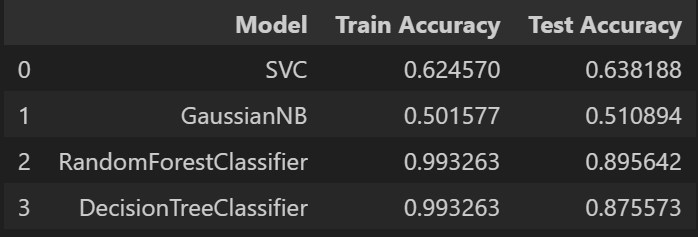 Model Train Accuracy Test Accuracy
0 SVC 0.624570 0.638188
1 GaussianNB 0.501577 0.510894
2 RandomForestClassifier 0.993263 0.895642
3 DecisionTreeClassifier 0.993263 0.875573